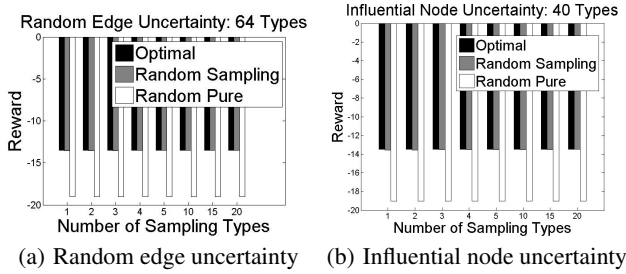 Random Edge Uncertainty: 64 Types
Reward
0
-5
-10
-15
-20
Optimal
Random Sampling
Random Pure
1 2 3 4 5 10 15 20
Number of Sampling Types
(a) Random edge uncertainty
Influential Node Uncertainty: 40 Types
Reward
0
-2
-4
-6
-8
-10
-12
-14
-16
-18
-20
Optimal
Random Sampling
Random Pure
1 2 3 4 5 10 15 20
Number of Sampling Types
(b) Influential node uncertainty